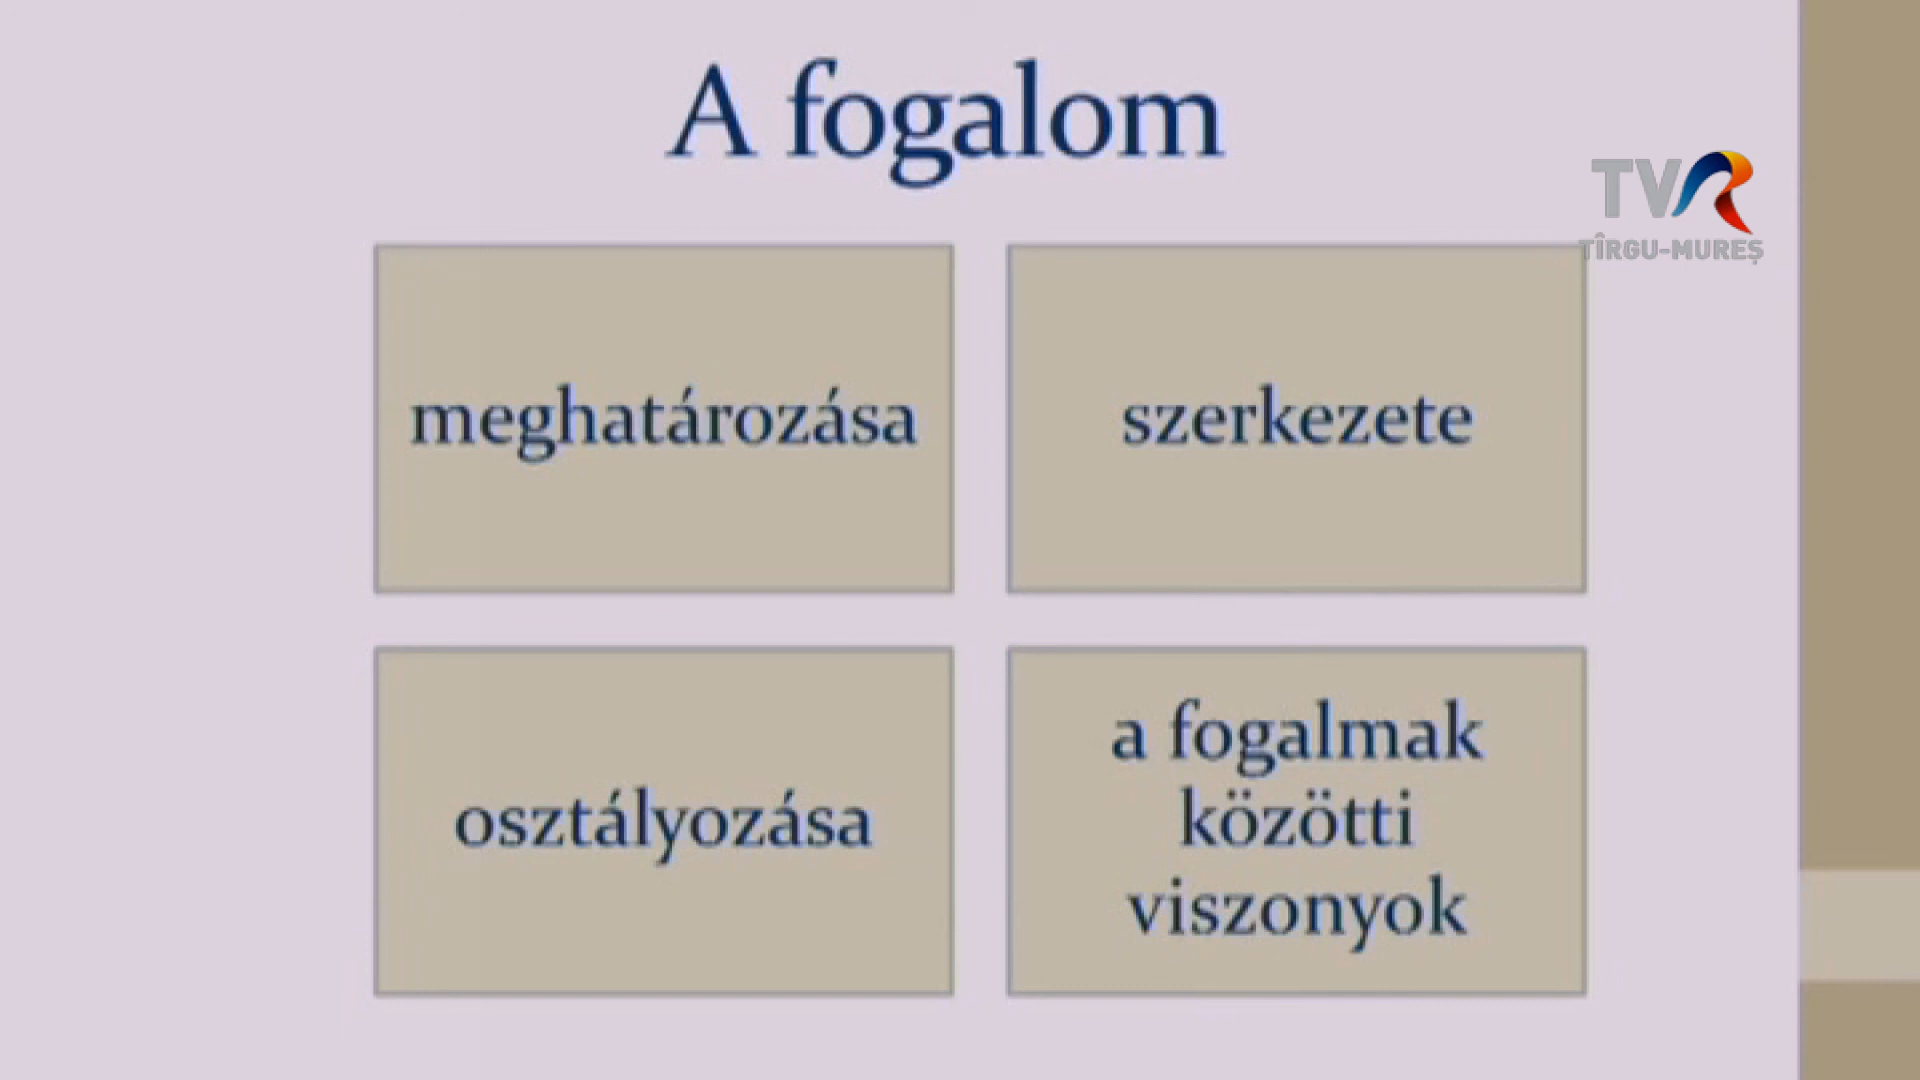 A fogalom
TVR
TÎRGU-MUREȘ
meghatározása
szerkezete
osztályozása
a fogalmak
közötti
viszonyok